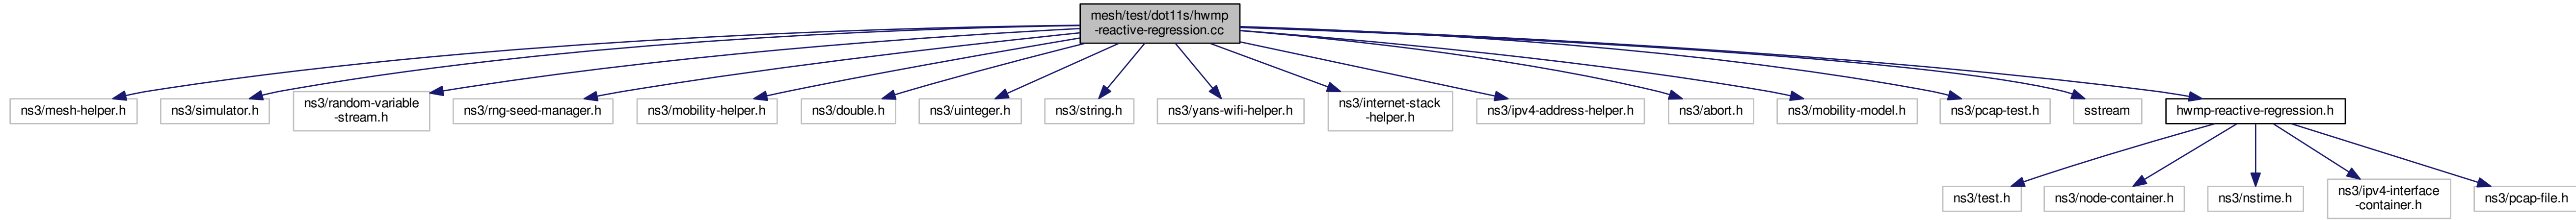 mesh/test/dot11s/hwmp
-reactive-regression.cc
ns3/mesh-helper.h
ns3/simulator.h
ns3/random-variable
-stream.h
ns3/rng-seed-manager.h
ns3/mobility-helper.h
ns3/double.h
ns3/uinteger.h
ns3/string.h
ns3/yans-wifi-helper.h
ns3/internet-stack
-helper.h
ns3/ipv4-address-helper.h
ns3/abort.h
ns3/mobility-model.h
ns3/pcap-test.h
sstream
hwmp-reactive-regression.h
ns3/test.h
ns3/node-container.h
ns3/nstime.h
ns3/ipv4-interface
-container.h
ns3/pcap-file.h